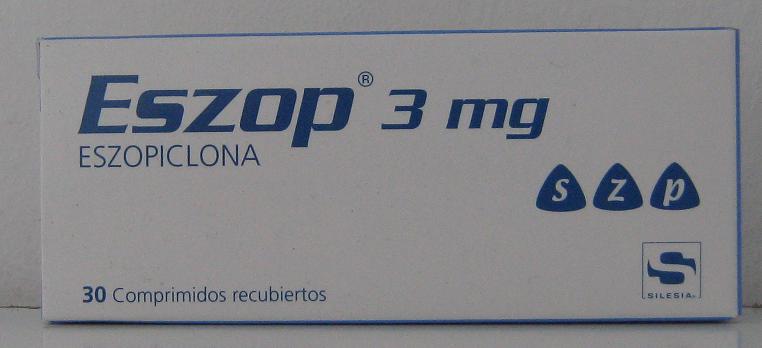 Eszop® 3 mg
ESZOPICLONA
s z p
30 Comprimidos recubiertos
SILESIA